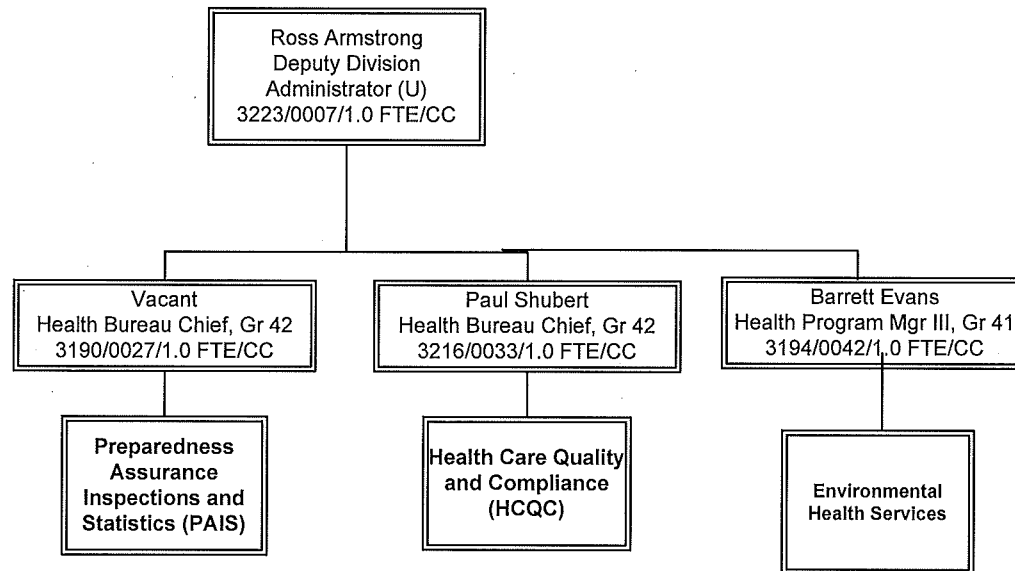 Ross Armstrong
Deputy Division
Administrator (U)
3223/0007/1.0 FTE/CC
Vacant
Health Bureau Chief, Gr 42
3190/0027/1.0 FTE/CC
Paul Shubert
Health Bureau Chief, Gr 42
3216/0033/1.0 FTE/CC
Barrett Evans
Health Program Mgr III, Gr 41
3194/0042/1.0 FTE/CC
Preparedness
Assurance
Inspections and
Statistics (PAIS)
Health Care Quality
and Compliance
(HCQC)
Environmental
Health Services